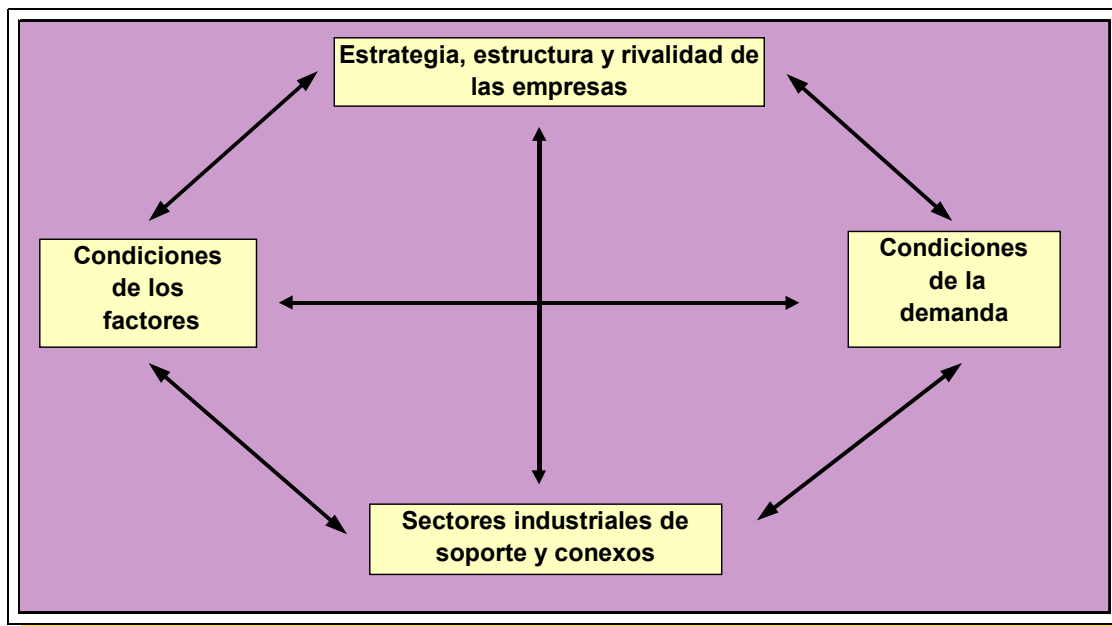 Estrategia, estructura y rivalidad de
las empresas
Condiciones
de los
factores
Condiciones
de la
demanda
Sectores industriales de
soporte y conexos